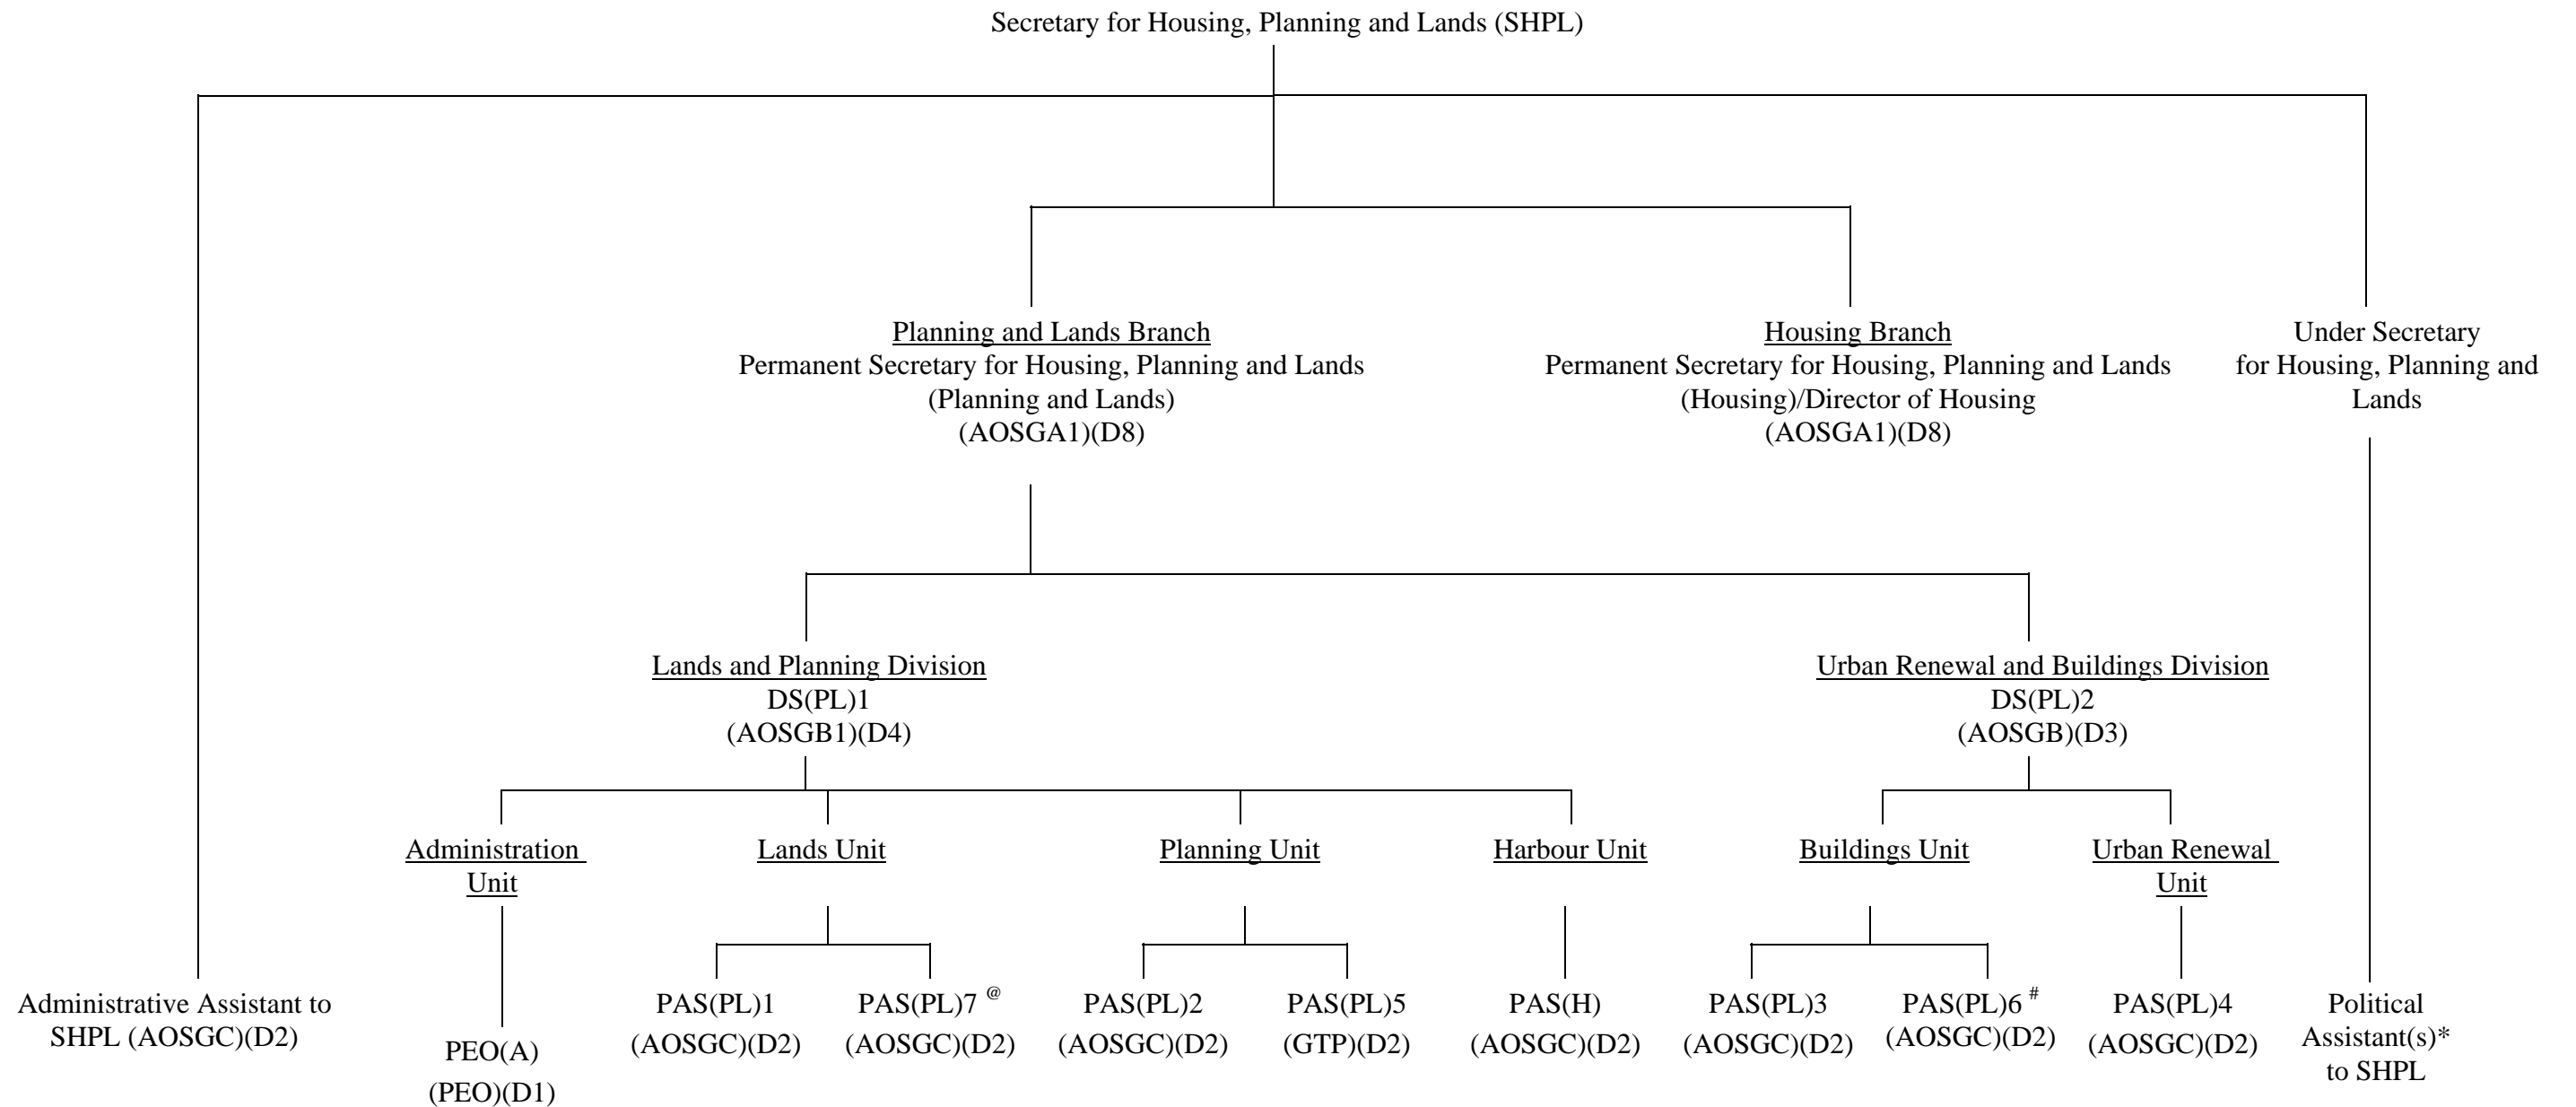 Secretary for Housing, Planning and Lands (SHPL)
Planning and Lands Branch
Permanent Secretary for Housing, Planning and Lands
(Planning and Lands)
(AOSGA1)(D8)
Housing Branch
Permanent Secretary for Housing, Planning and Lands
(Housing)/Director of Housing
(AOSGA1)(D8)
Under Secretary
for Housing, Planning and
Lands
Lands and Planning Division
DS(PL)1
(AOSGB1)(D4)
Urban Renewal and Buildings Division
DS(PL)2
(AOSGB)(D3)
Administration
Unit
Lands Unit
Planning Unit
Harbour Unit
Buildings Unit
Urban Renewal
Unit
Administrative Assistant to
SHPL (AOSGC)(D2)
PEO(A)
(PEO)(D1)
PAS(PL)1
(AOSGC)(D2)
PAS(PL)7 @
(AOSGC)(D2)
PAS(PL)2
(AOSGC)(D2)
PAS(PL)5
(GTP)(D2)
PAS(H)
(AOSGC)(D2)
PAS(PL)3
(AOSGC)(D2)
PAS(PL)6 #
(AOSGC)(D2)
PAS(PL)4
(AOSGC)(D2)
Political
Assistant(s)*
to SHPL